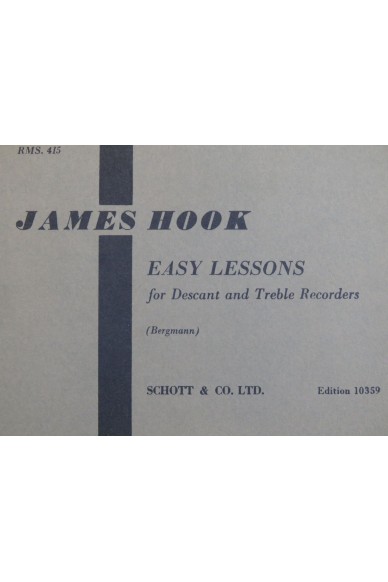 RMS. 415
JAMES HOOK
EASY LESSONS
for Descant and Treble Recorders
(Bergmann)
SCHOTT & CO. LTD. Edition 10359